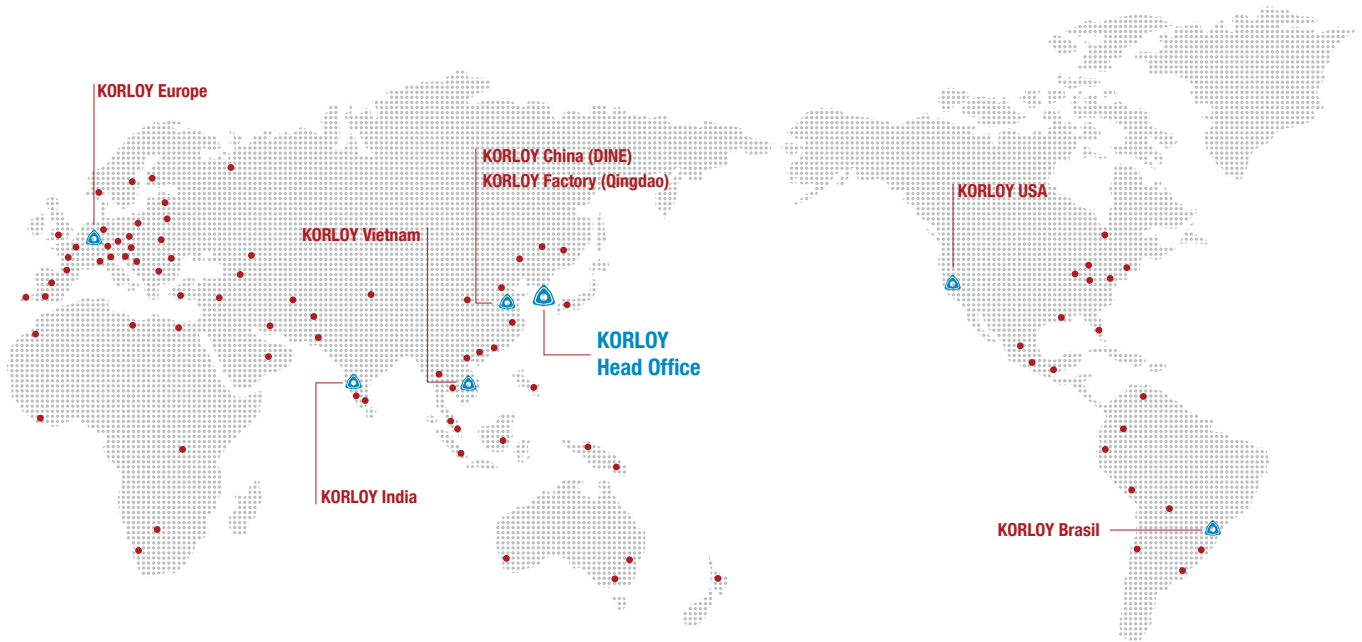 KORLOY Europe
KORLOY China (DINE)
KORLOY Factory (Qingdao)
KORLOY USA
KORLOY Vietnam
KORLOY
Head Office
KORLOY India
KORLOY Brasil